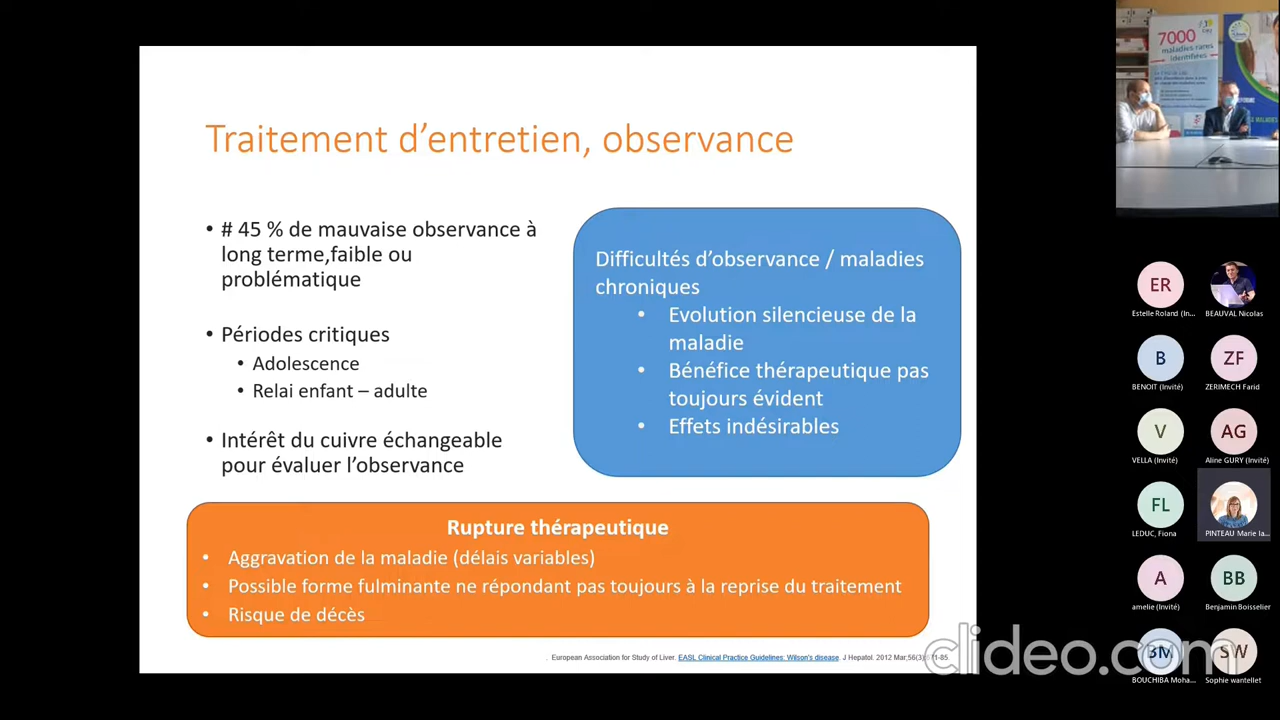 Traitement d'entretien, observance
• # 45 % de mauvaise observance à
long terme,faible ou
problématique
• Périodes critiques
• Adolescence
• Relai enfant – adulte
• Intérêt du cuivre échangeable
pour évaluer l'observance
Difficultés d'observance / maladies
chroniques
• Evolution silencieuse de la
maladie
• Bénéfice thérapeutique pas
toujours évident
• Effets indésirables
Rupture thérapeutique
• Aggravation de la maladie (délais variables)
• Possible forme fulminante ne répondant pas toujours à la reprise du traitement
• Risque de décès
. European Association for Study of Liver. EASL Clinical Practice Guidelines: Wilson's disease. J Hepatol. 2012 Mar;56(3)
7000
maladies rares
identifiées
ER
Estelle Roland (In...
BEAUVAL Nicolas
B
BENOIT (Invité)
ZF
ZERIMECH Farid
V
VELLA (Invité)
AG
Aline GURY (Invité)
FL
LEDUC, Fiona
PINTEAU Marie Ia...
A
amelie (Invité)
BB
Benjamin Boisselier
BM
BOUCHIBA Moha...
SW
Sophie wantellet
clideo.com